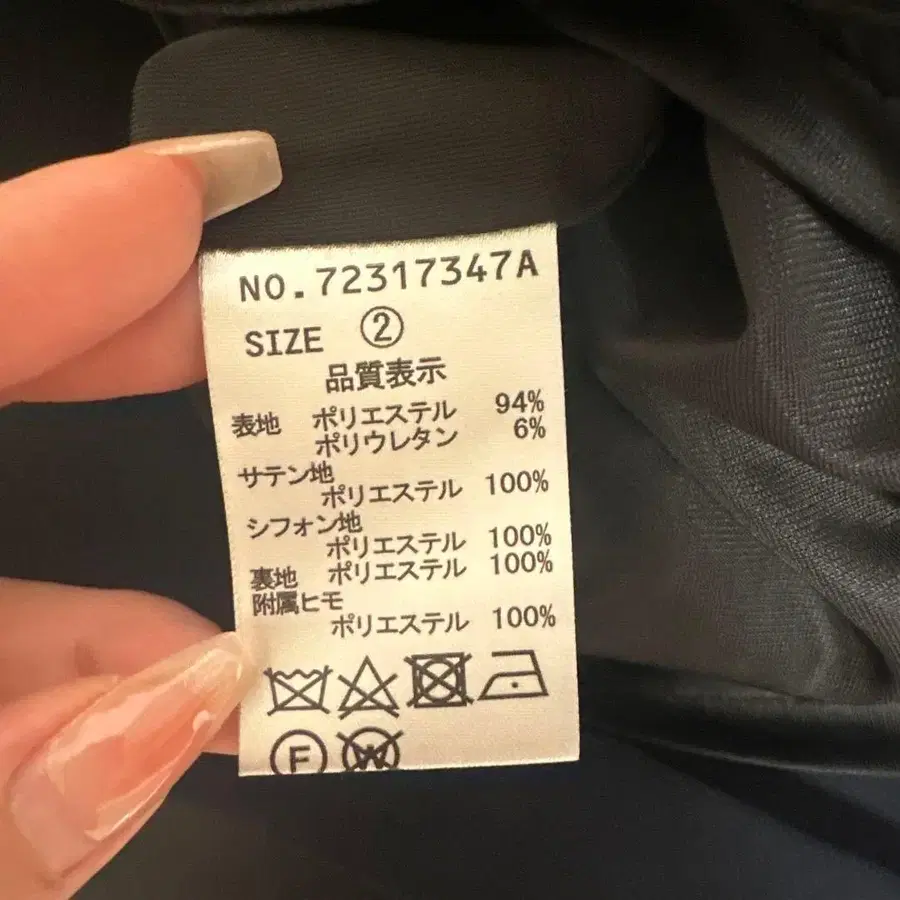 NO.72317347A
SIZE ②
品質表示
表地 ポリエステル 94%
ポリウレタン 6%
サテン地
ポリエステル 100%
シフォン地
ポリエステル 100%
裏地 ポリエステル 100%
附属ヒモ
ポリエステル 100%
F W